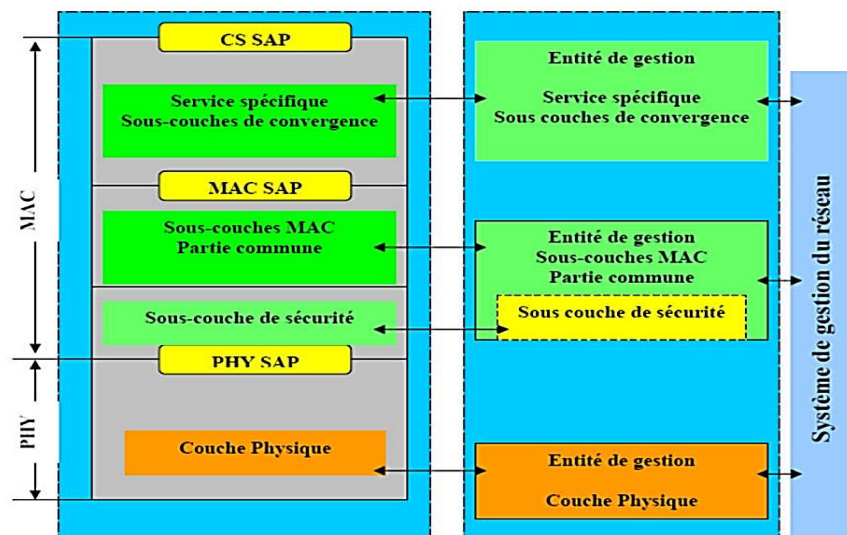 CS SAP
Service spécifique
Sous-couches de convergence
MAC SAP
Sous-couches MAC
Partie commune
Sous-couche de sécurité
PHY SAP
Couche Physique
MAC
PHY
Entité de gestion
Service spécifique
Sous couches de convergence
Entité de gestion
Sous-couches MAC
Partie commune
Sous couche de sécurité
Entité de gestion
Couche Physique
Système de gestion du réseau